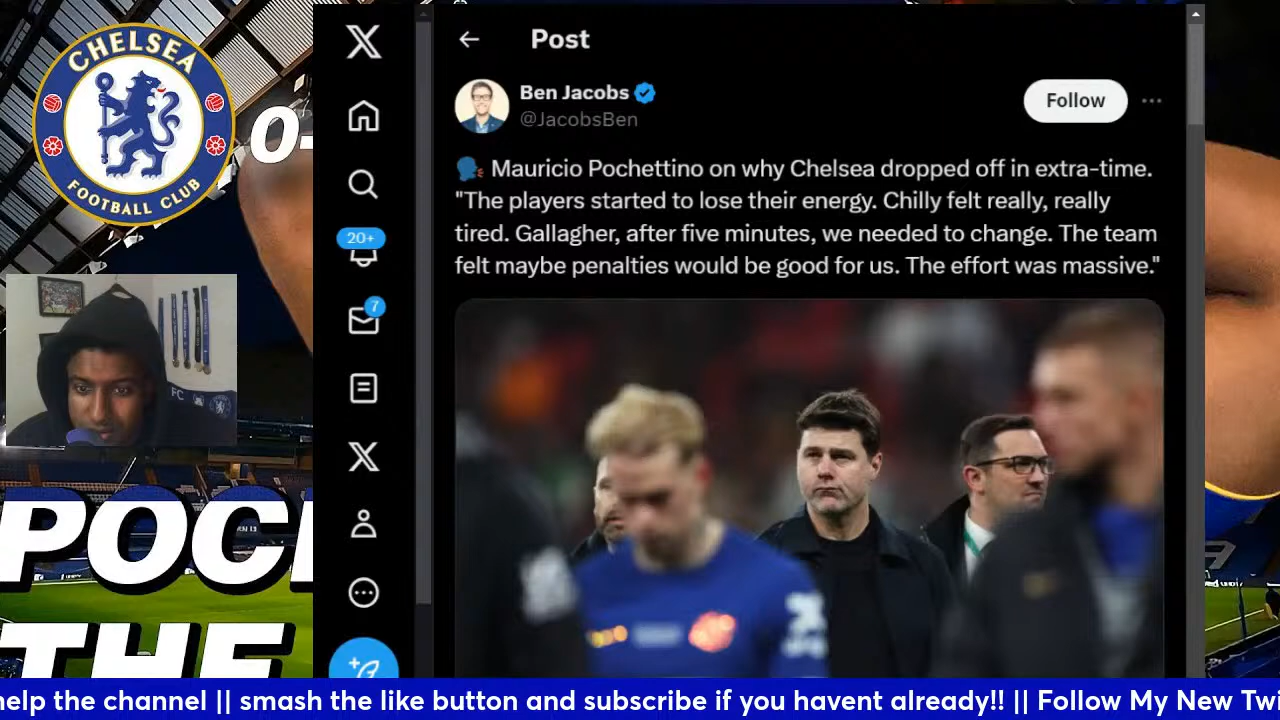 CHELSEA
FOOTBALL CLUB
0-
Post
Ben Jacobs
@JacobsBen
Follow
🗣️ Mauricio Pochettino on why Chelsea dropped off in extra-time.
"The players started to lose their energy. Chilly felt really, really
tired. Gallagher, after five minutes, we needed to change. The team
felt maybe penalties would be good for us. The effort was massive."
20+
7
FC
POC
THE
help the channel || smash the like button and subscribe if you havent already!! || Follow My New Twi